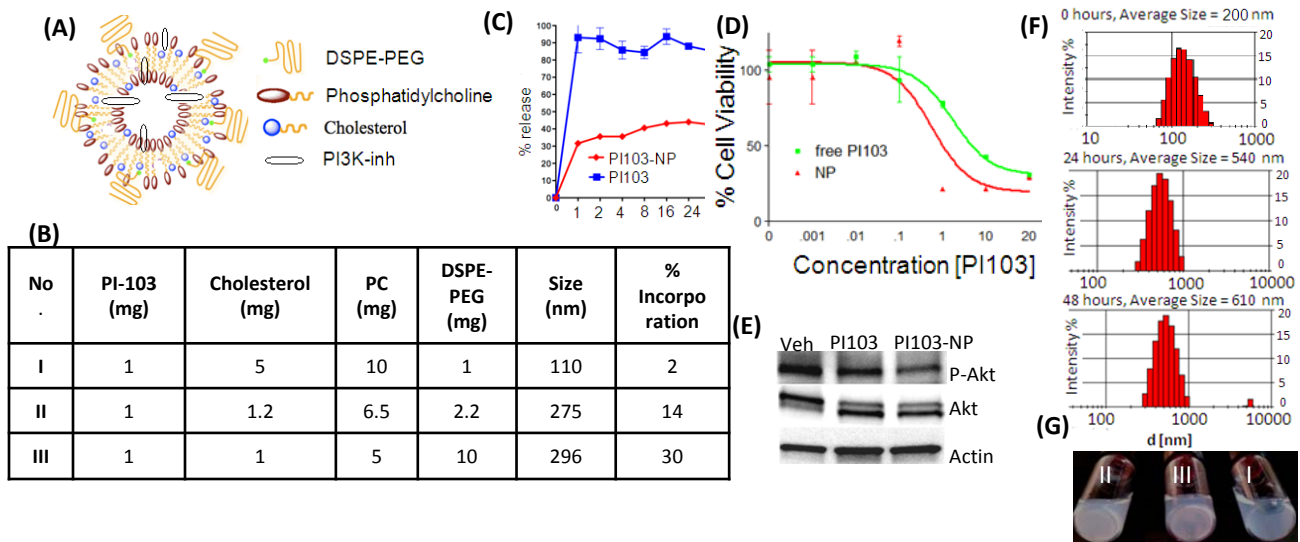 (A)
DSPE-PEG
Phosphatidylcholine
Cholesterol
PI3K-inh
(B)
No. PI-103 (mg) Cholesterol (mg) PC (mg) DSPE-PEG (mg) Size (nm) % Incorporation
I 1 5 10 1 110 2
II 1 1.2 6.5 2.2 275 14
III 1 1 5 10 296 30
(C)
% release
100
90
80
70
60
50
40
30
20
10
0
PI103-NP
PI103
0 1 2 4 8 16 24
(D)
% Cell Viability
100
50
0
free PI103
NP
0 .001 .01 .1 1 10 20
Concentration [PI103]
(E)
Veh PI103 PI103-NP
P-Akt
Akt
Actin
(F)
0 hours, Average Size = 200 nm
Intensity %
20
15
10
5
0
10 100 1000
24 hours, Average Size = 540 nm
Intensity %
20
15
10
5
0
100 1000 10000
48 hours, Average Size = 610 nm
Intensity %
20
15
10
5
0
100 1000 10000
d [nm]
(G)
II III I